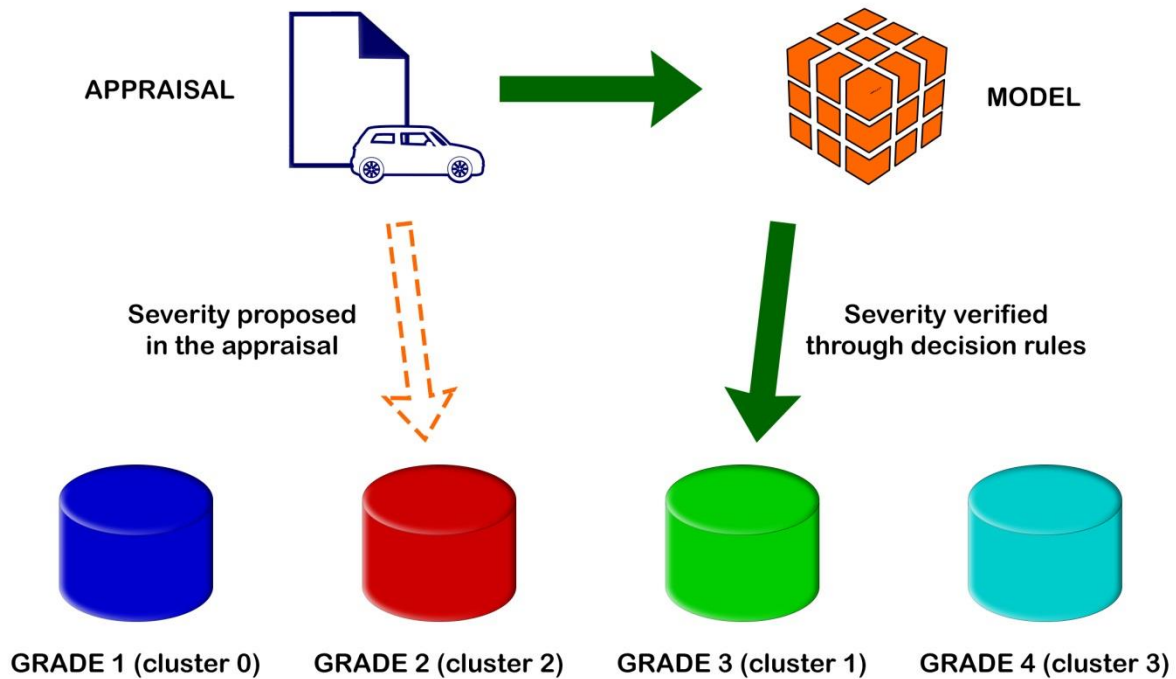 APPRAISAL
MODEL
Severity proposed
in the appraisal
Severity verified
through decision rules
GRADE 1 (cluster 0)
GRADE 2 (cluster 2)
GRADE 3 (cluster 1)
GRADE 4 (cluster 3)